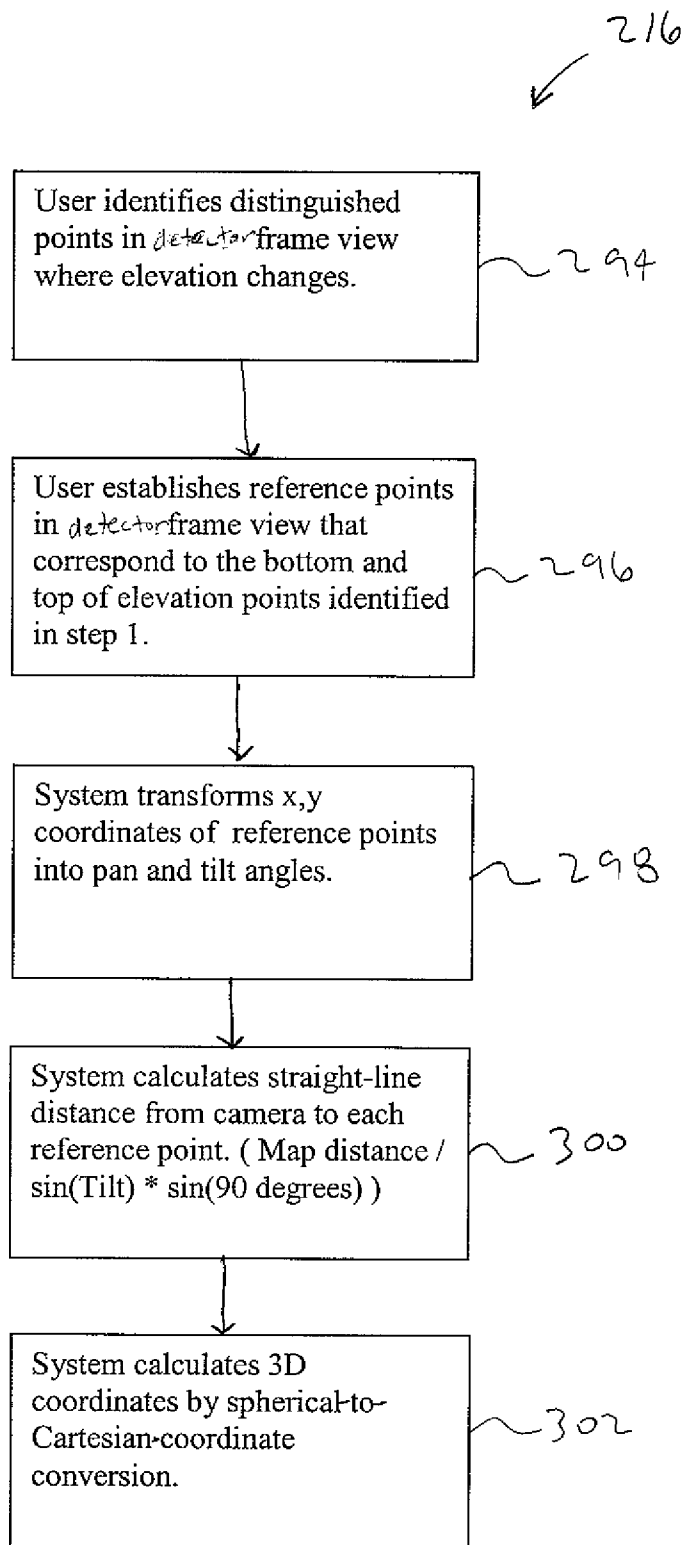 216
User identifies distinguished
points in detector frame view
where elevation changes.
294
User establishes reference points
in detector frame view that
correspond to the bottom and
top of elevation points identified
in step 1.
296
System transforms x,y
coordinates of reference points
into pan and tilt angles.
298
System calculates straight-line
distance from camera to each
reference point. ( Map distance /
sin(Tilt) * sin(90 degrees) )
300
System calculates 3D
coordinates by spherical-to-
Cartesian-coordinate
conversion.
302